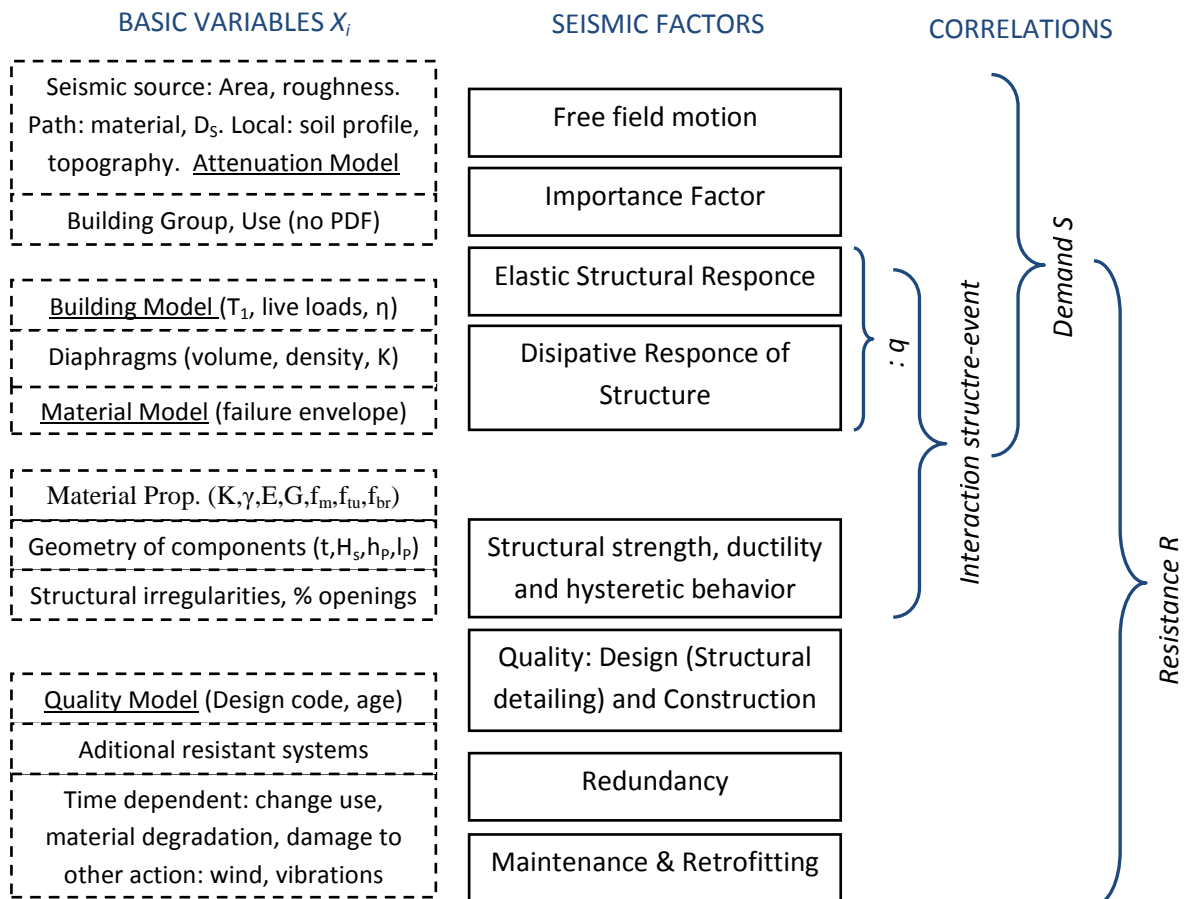 BASIC VARIABLES Xi
SEISMIC FACTORS
CORRELATIONS
Seismic source: Area, roughness.
Path: material, DS. Local: soil profile,
topography. Attenuation Model
Building Group, Use (no PDF)
Building Model (T1, live loads, η)
Diaphragms (volume, density, K)
Material Model (failure envelope)
Material Prop. (K,γ,E,G,fm,ftu,fbr)
Geometry of components (t,Hs,hP,lP)
Structural irregularities, % openings
Quality Model (Design code, age)
Aditional resistant systems
Time dependent: change use,
material degradation, damage to
other action: wind, vibrations
Free field motion
Importance Factor
Elastic Structural Responce
Disipative Responce of
Structure
Structural strength, ductility
and hysteretic behavior
Quality: Design (Structural
detailing) and Construction
Redundancy
Maintenance & Retrofitting
: q
Interaction structre-event
Demand S
Resistance R